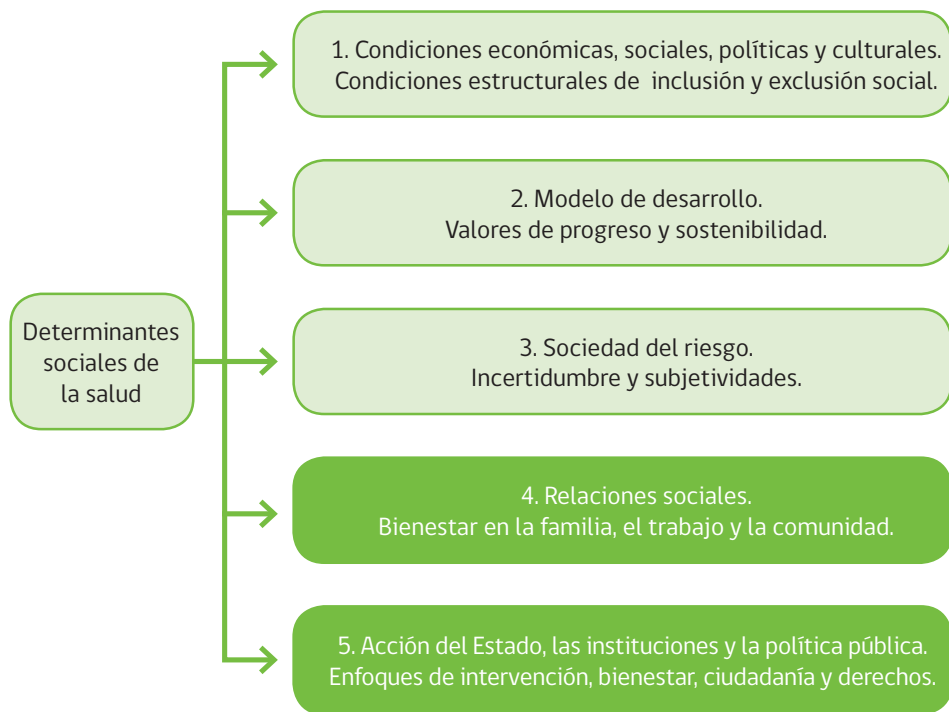 1. Condiciones económicas, sociales, políticas y culturales.
Condiciones estructurales de inclusión y exclusión social.
2. Modelo de desarrollo.
Valores de progreso y sostenibilidad.
Determinantes
sociales de
la salud
3. Sociedad del riesgo.
Incertidumbre y subjetividades.
4. Relaciones sociales.
Bienestar en la familia, el trabajo y la comunidad.
5. Acción del Estado, las instituciones y la política pública.
Enfoques de intervención, bienestar, ciudadanía y derechos.